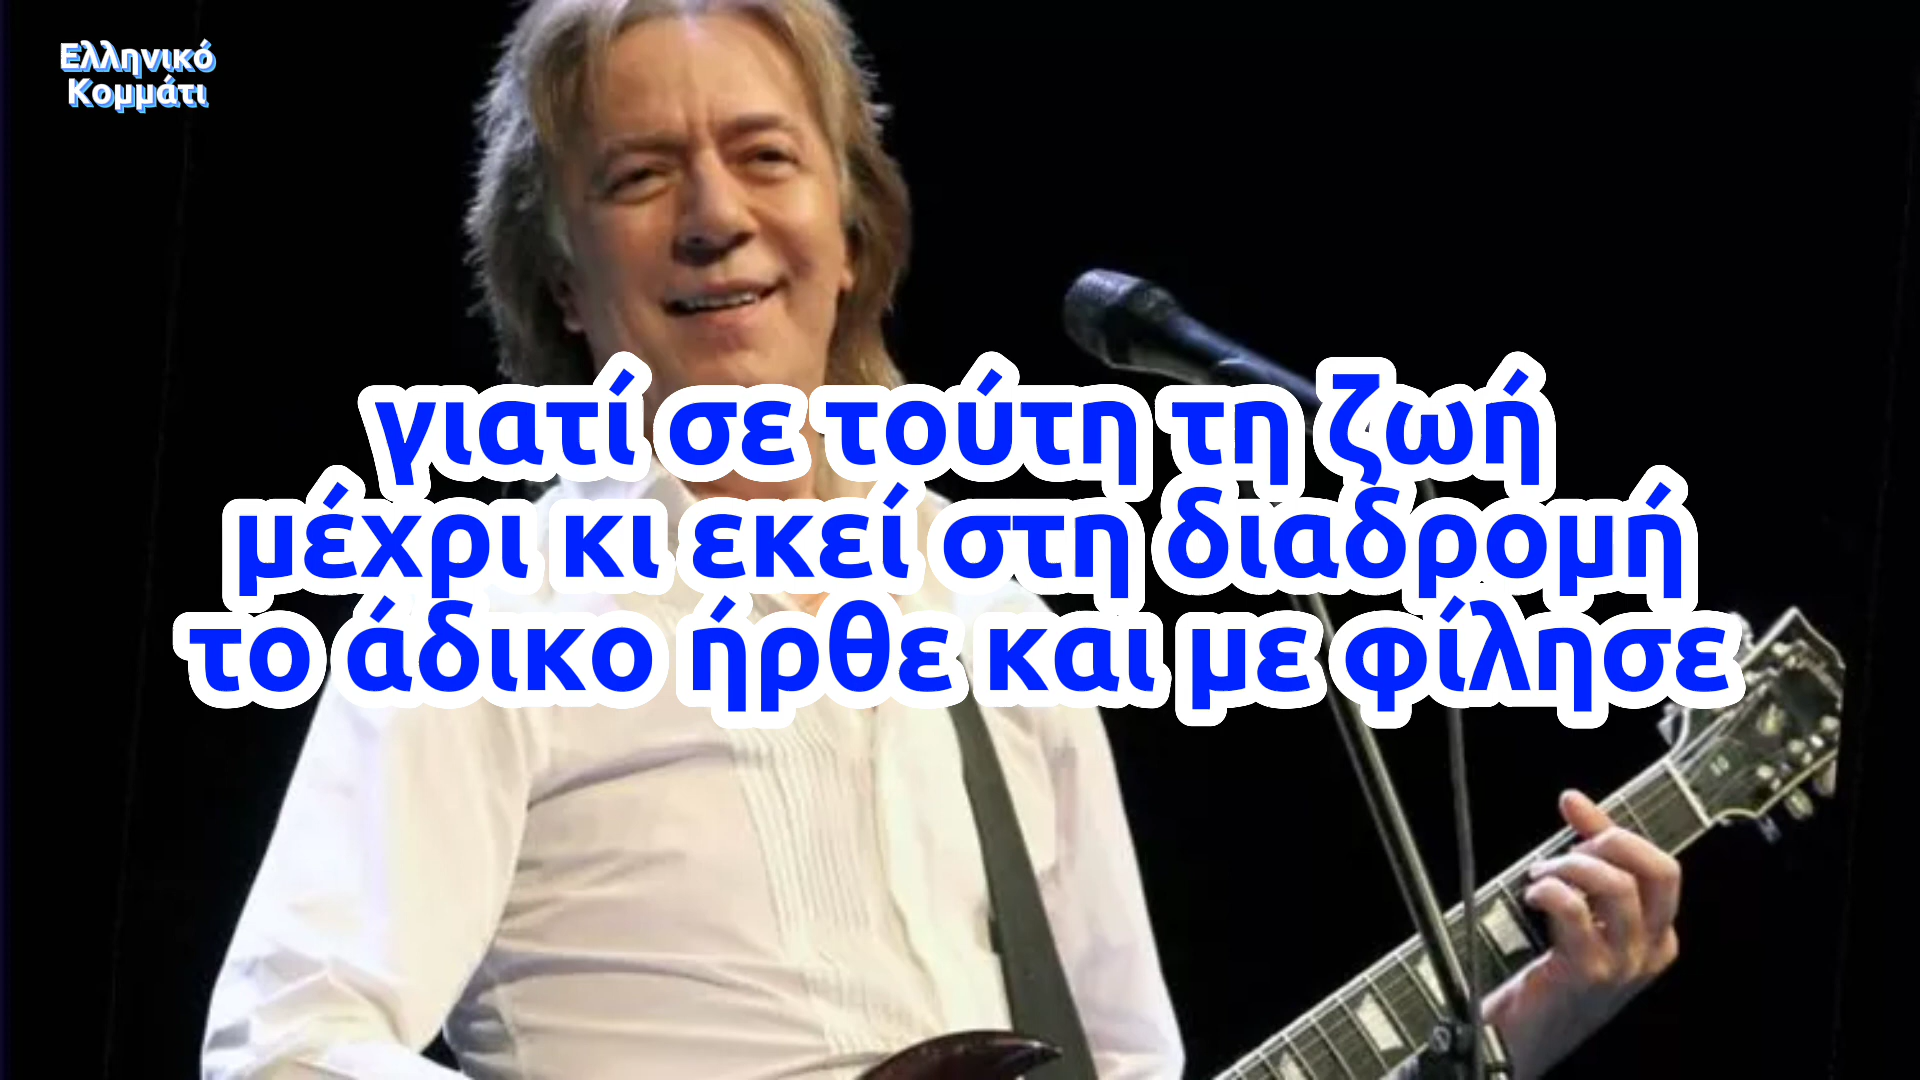 Ελληνικό
Κομμάτι
γιατί σε τούτη τη ζωή
μέχρι κι εκεί στη διαδρομή
το άδικο ήρθε και με φίλησε